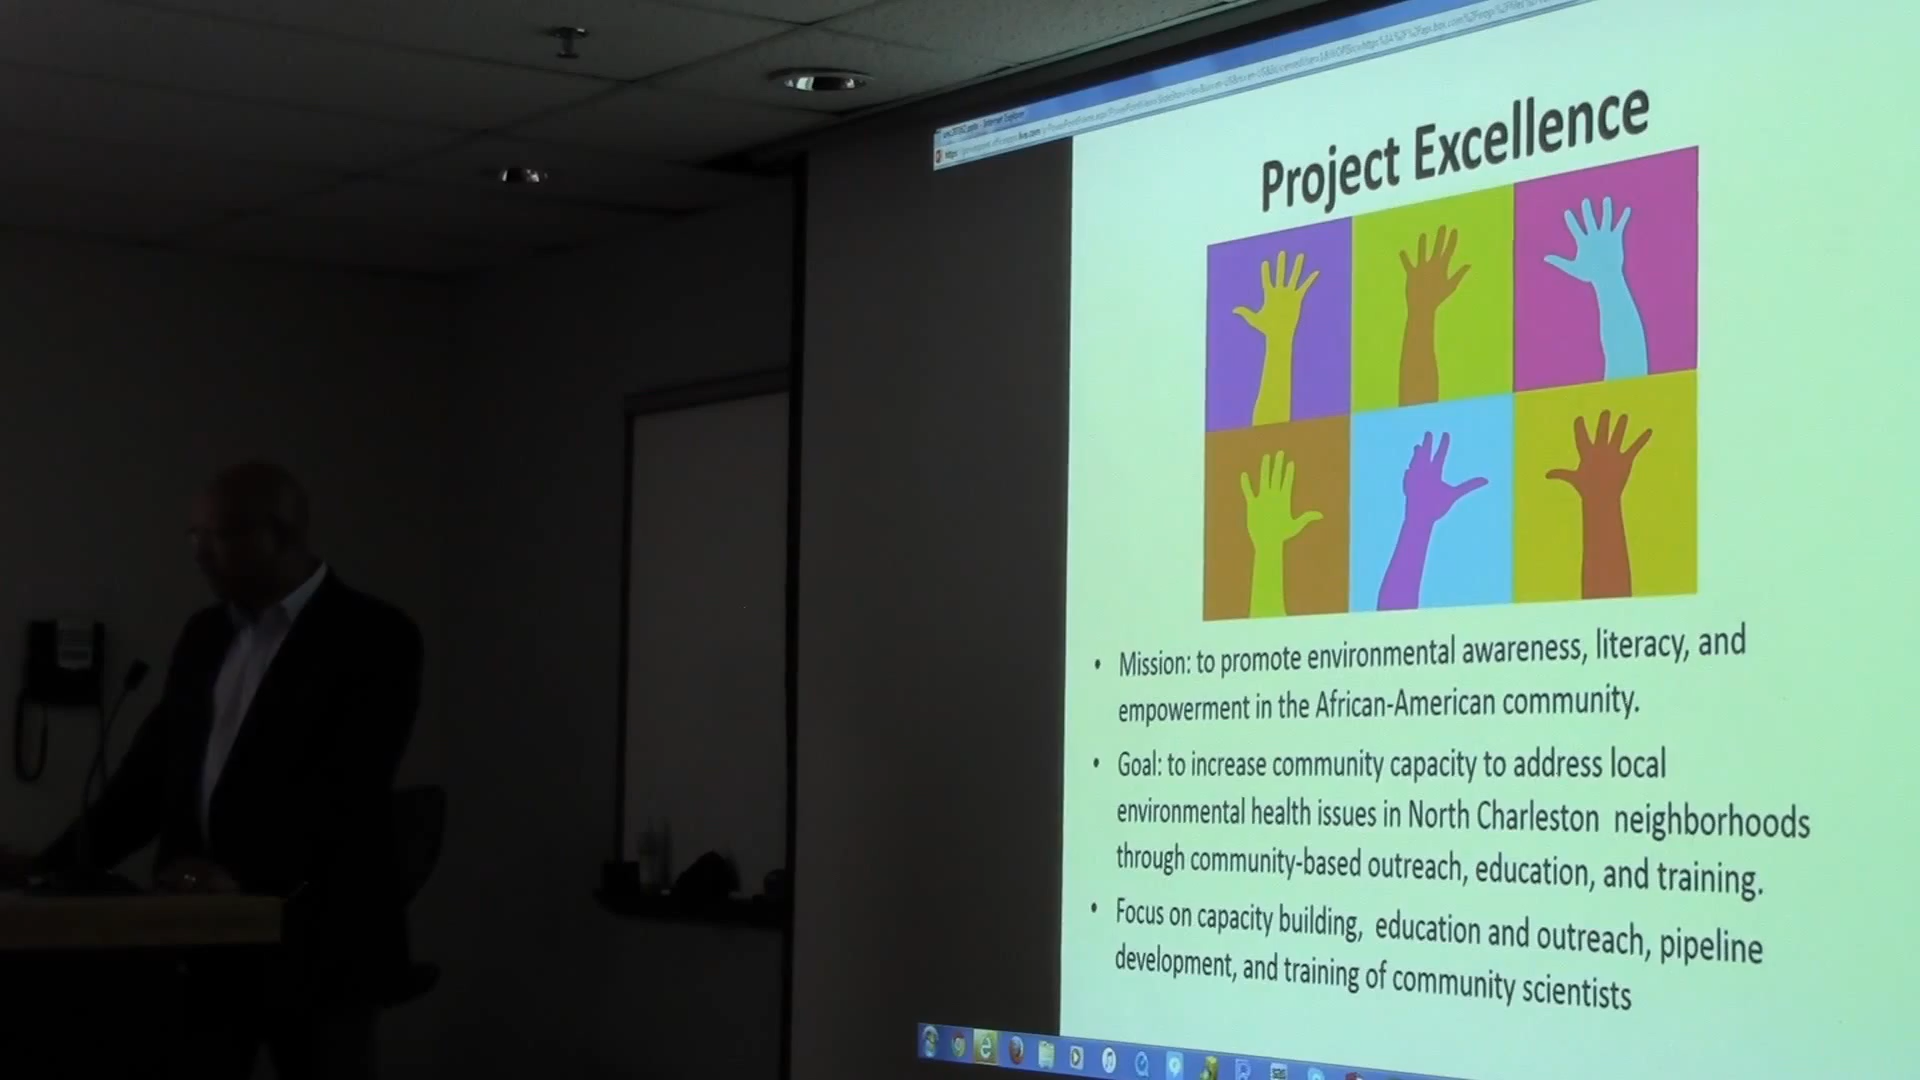 Internet Explorer
Project Excellence
• Mission: to promote environmental awareness, literacy, and
empowerment in the African-American community.
• Goal: to increase community capacity to address local
environmental health issues in North Charleston neighborhoods
through community-based outreach, education, and training.
• Focus on capacity building, education and outreach, pipeline
development, and training of community scientists